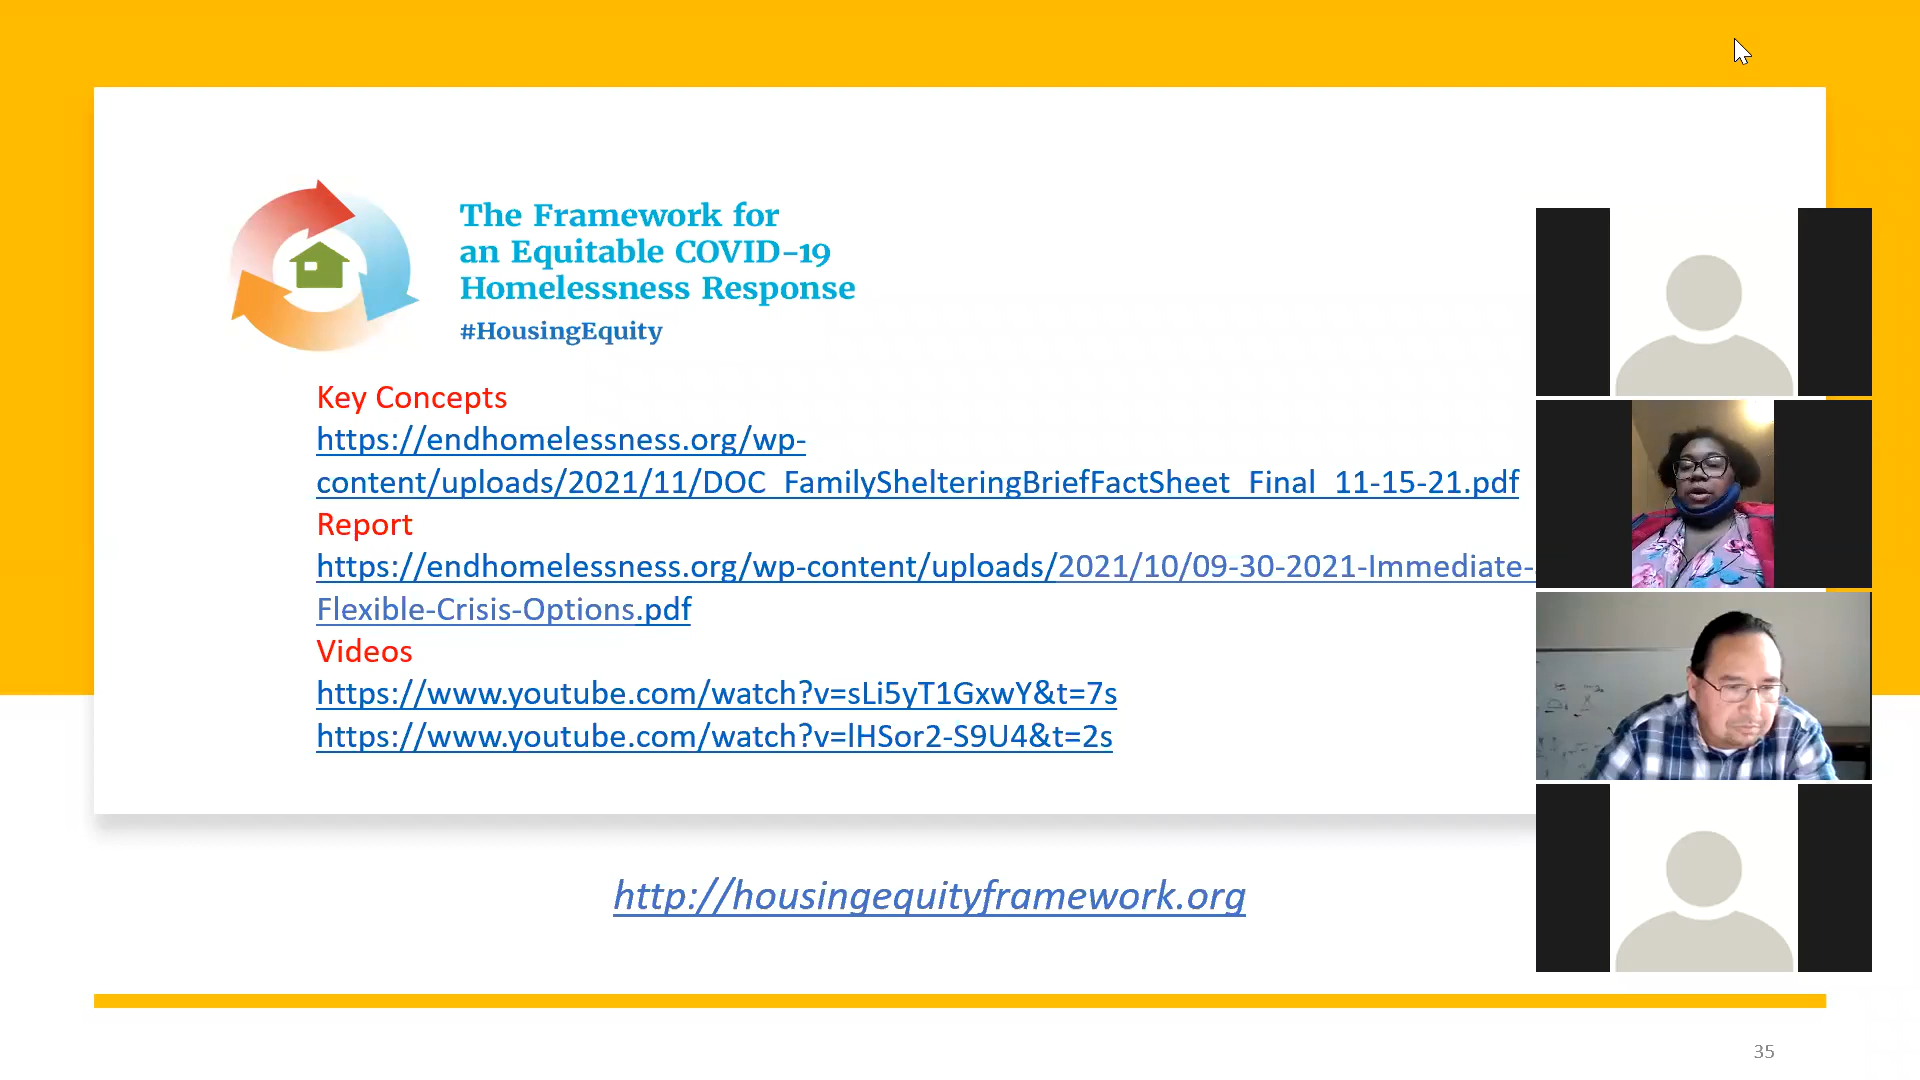 The Framework for
an Equitable COVID-19
Homelessness Response
#HousingEquity
Key Concepts
https://endhomelessness.org/wp-
content/uploads/2021/11/DOC_FamilyShelteringBriefFactSheet_Final_11-15-21.pdf
Report
https://endhomelessness.org/wp-content/uploads/2021/10/09-30-2021-Immediate-
Flexible-Crisis-Options.pdf
Videos
https://www.youtube.com/watch?v=sLi5yT1GxwY&t=7s
https://www.youtube.com/watch?v=lHSor2-S9U4&t=2s
http://housingequityframework.org
35